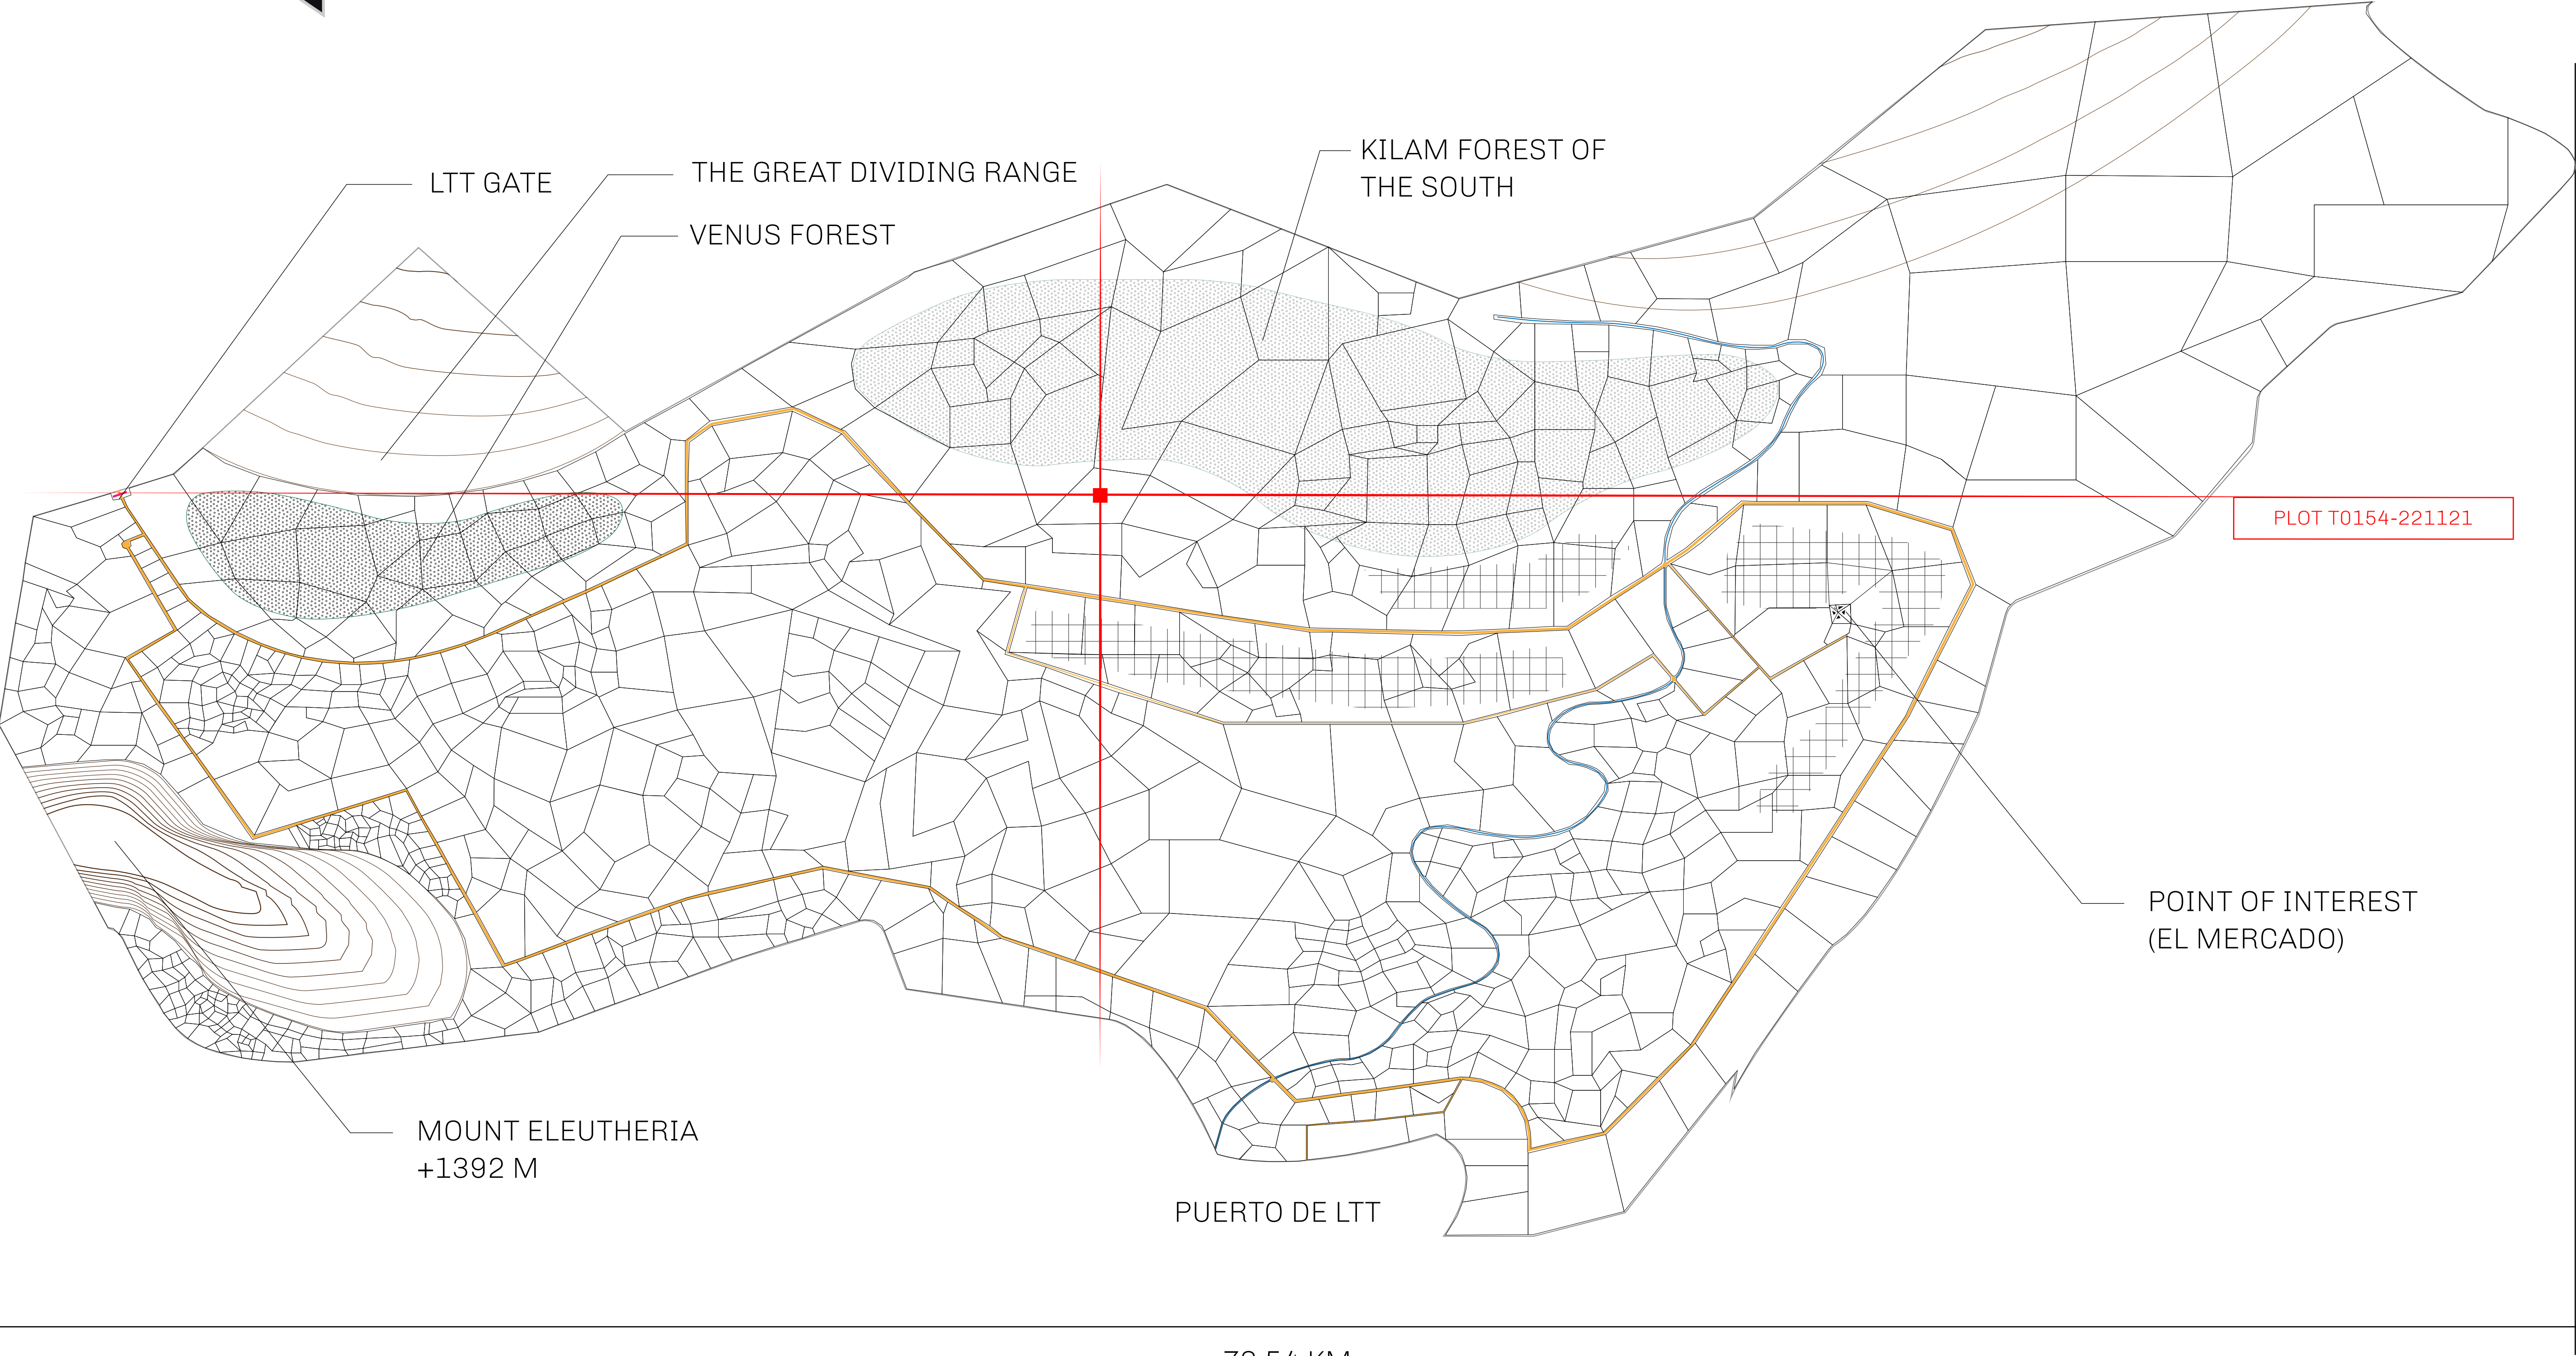 KILAM FOREST OF
THE SOUTH
THE GREAT DIVIDING RANGE
LTT GATE
VENUS FOREST
PLOT T0154-221121
POINT OF INTEREST
(EL MERCADO)
MOUNT ELEUTHERIA
+1392 M
PUERTO DE LTT